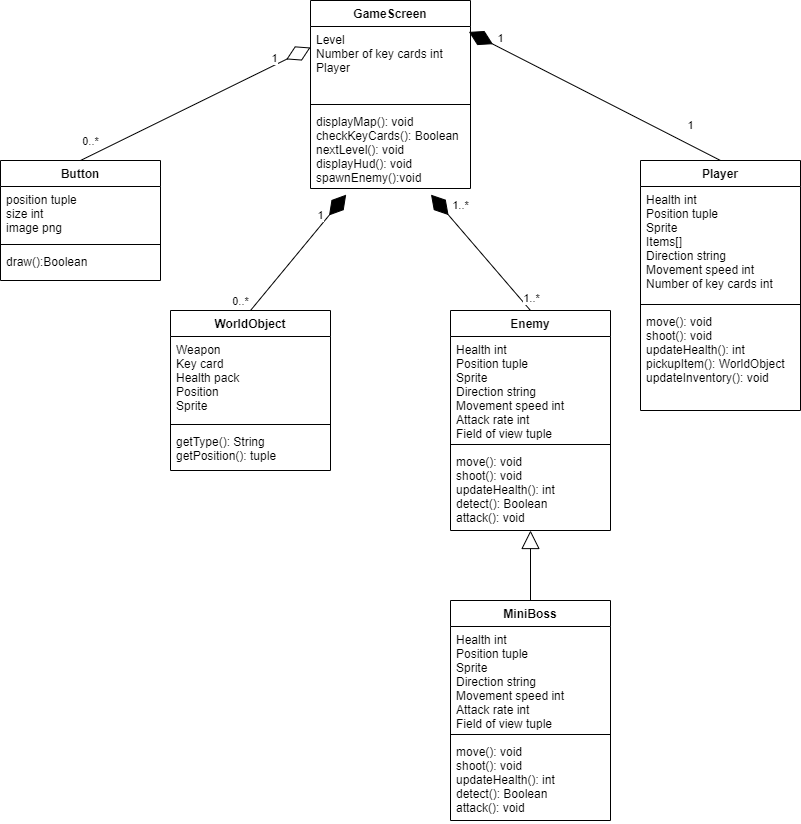 GameScreen
Level
Number of key cards int
Player
displayMap(): void
checkKeyCards(): Boolean
nextLevel(): void
displayHud(): void
spawnEnemy():void
1
1
0..*
1
Button
position tuple
size int
image png
draw():Boolean
Player
Health int
Position tuple
Sprite
Items[]
Direction string
Movement speed int
Number of key cards int
move(): void
shoot(): void
updateHealth(): int
pickupItem(): WorldObject
updateInventory(): void
1
1..*
0..*
1..*
WorldObject
Weapon
Key card
Health pack
Position
Sprite
getType(): String
getPosition(): tuple
Enemy
Health int
Position tuple
Sprite
Direction string
Movement speed int
Attack rate int
Field of view tuple
move(): void
shoot(): void
updateHealth(): int
detect(): Boolean
attack(): void
MiniBoss
Health int
Position tuple
Sprite
Direction string
Movement speed int
Attack rate int
Field of view tuple
move(): void
shoot(): void
updateHealth(): int
detect(): Boolean
attack(): void